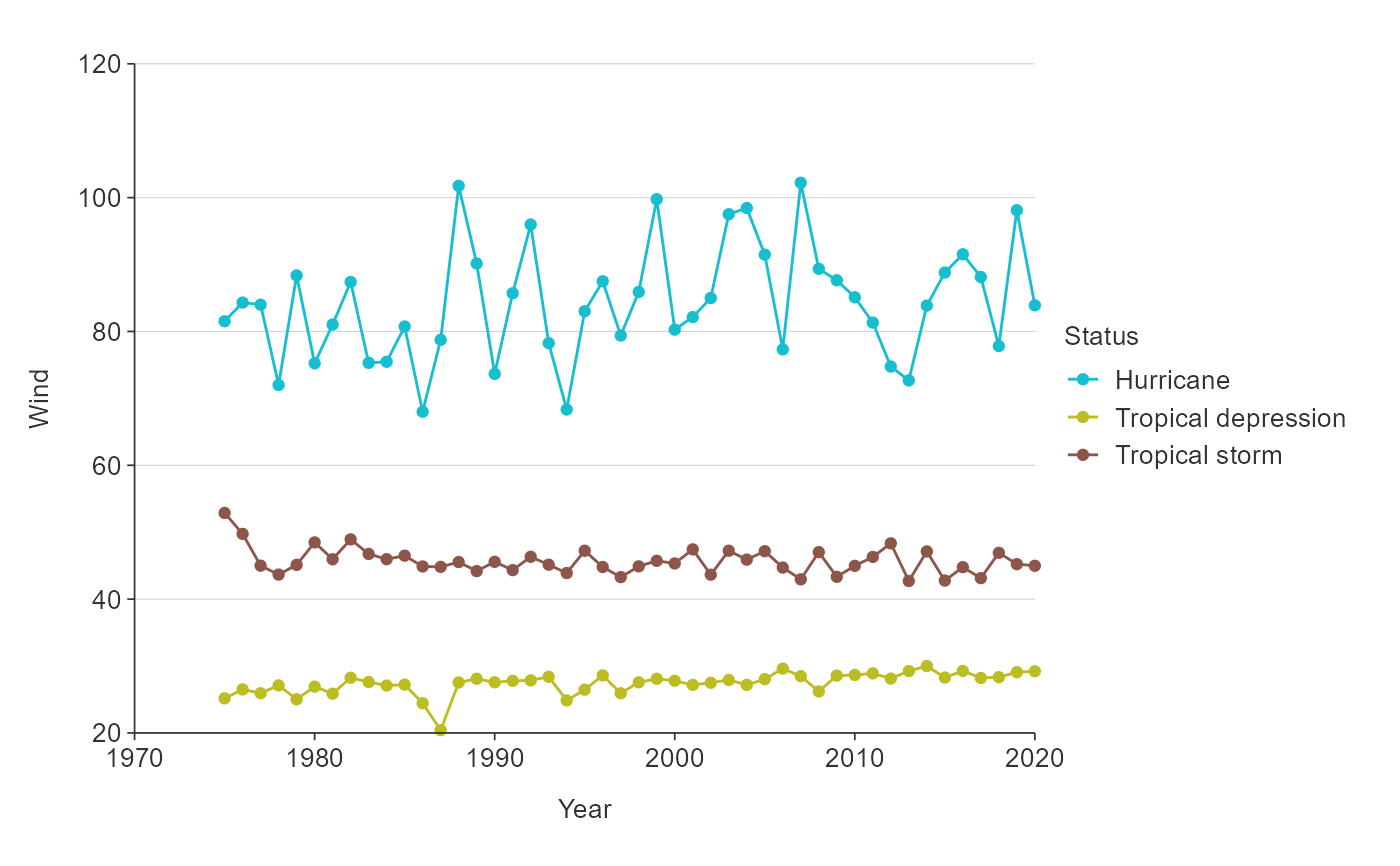 120
100
80
60
40
20
Wind
1970 1980 1990 2000 2010 2020
Year
Status
Hurricane
Tropical depression
Tropical storm